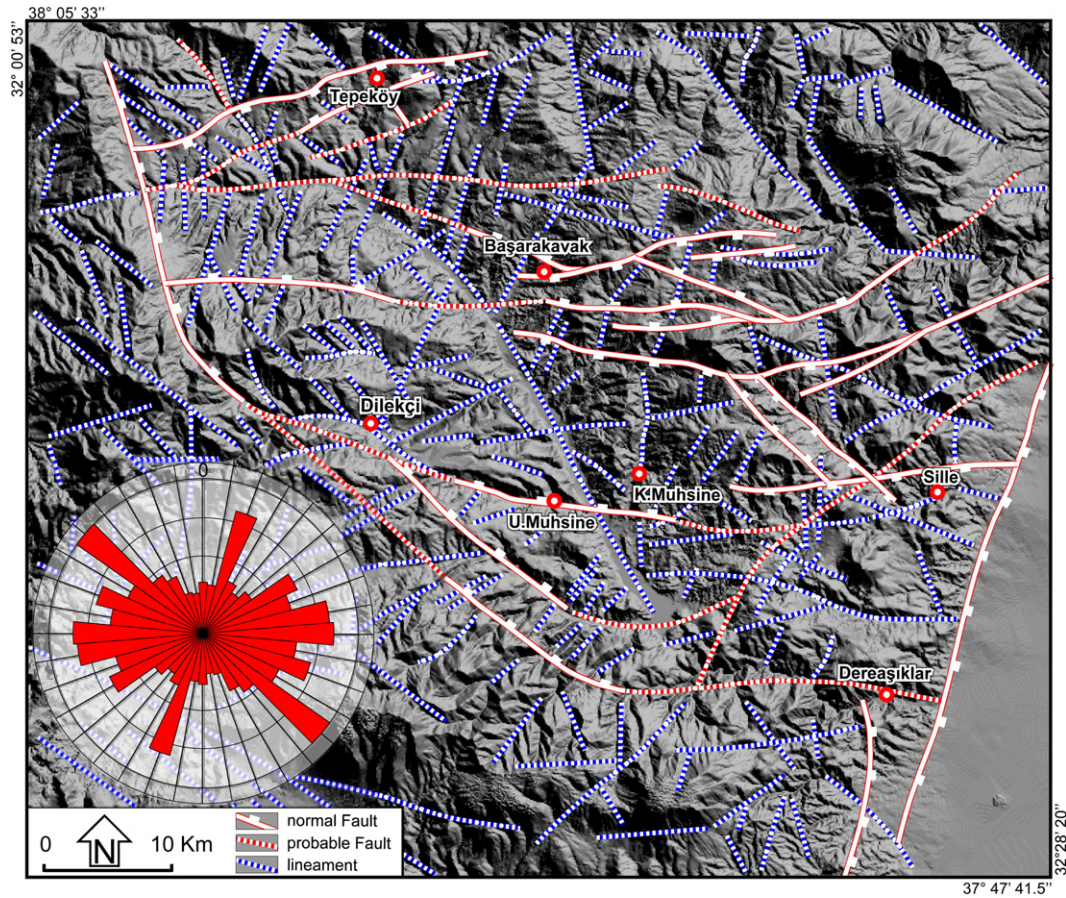 38° 05' 33''
32° 00' 53''
Tepeköy
Başarakavak
Dilekçi
K.Muhsine
Sille
U.Muhsine
0
Dereaşıklar
0 10 Km
N
normal Fault
probable Fault
lineament
32° 28' 20''
37° 47' 41.5''